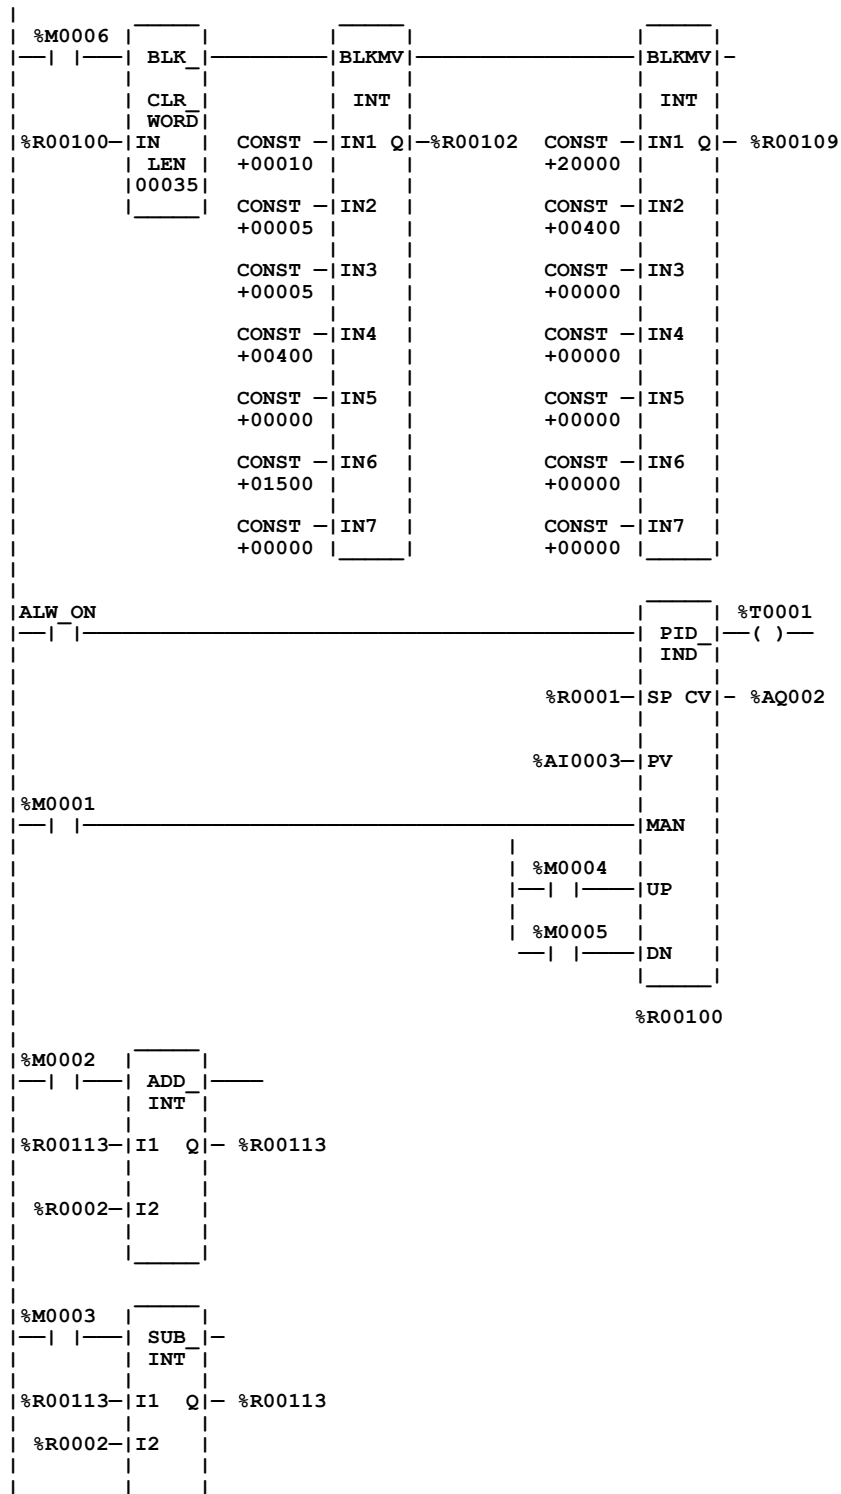 %M0006
BLK_ BLKMV BLKMV
CLR_ INT INT
WORD
%R00100 IN CONST IN1 Q %R00102 CONST IN1 Q %R00109
LEN +00010 +20000
00035
CONST IN2 CONST IN2
+00005 +00400
CONST IN3 CONST IN3
+00005 +00000
CONST IN4 CONST IN4
+00400 +00000
CONST IN5 CONST IN5
+00000 +00000
CONST IN6 CONST IN6
+01500 +00000
CONST IN7 CONST IN7
+00000 +00000
ALW_ON %T0001
PID_ ( )
IND
%R0001 SP CV %AQ002
%AI0003 PV
%M0001
MAN
%M0004
UP
%M0005
DN
%R00100
%M0002
ADD_
INT
%R00113 I1 Q %R00113
%R0002 I2
%M0003
SUB_
INT
%R00113 I1 Q %R00113
%R0002 I2